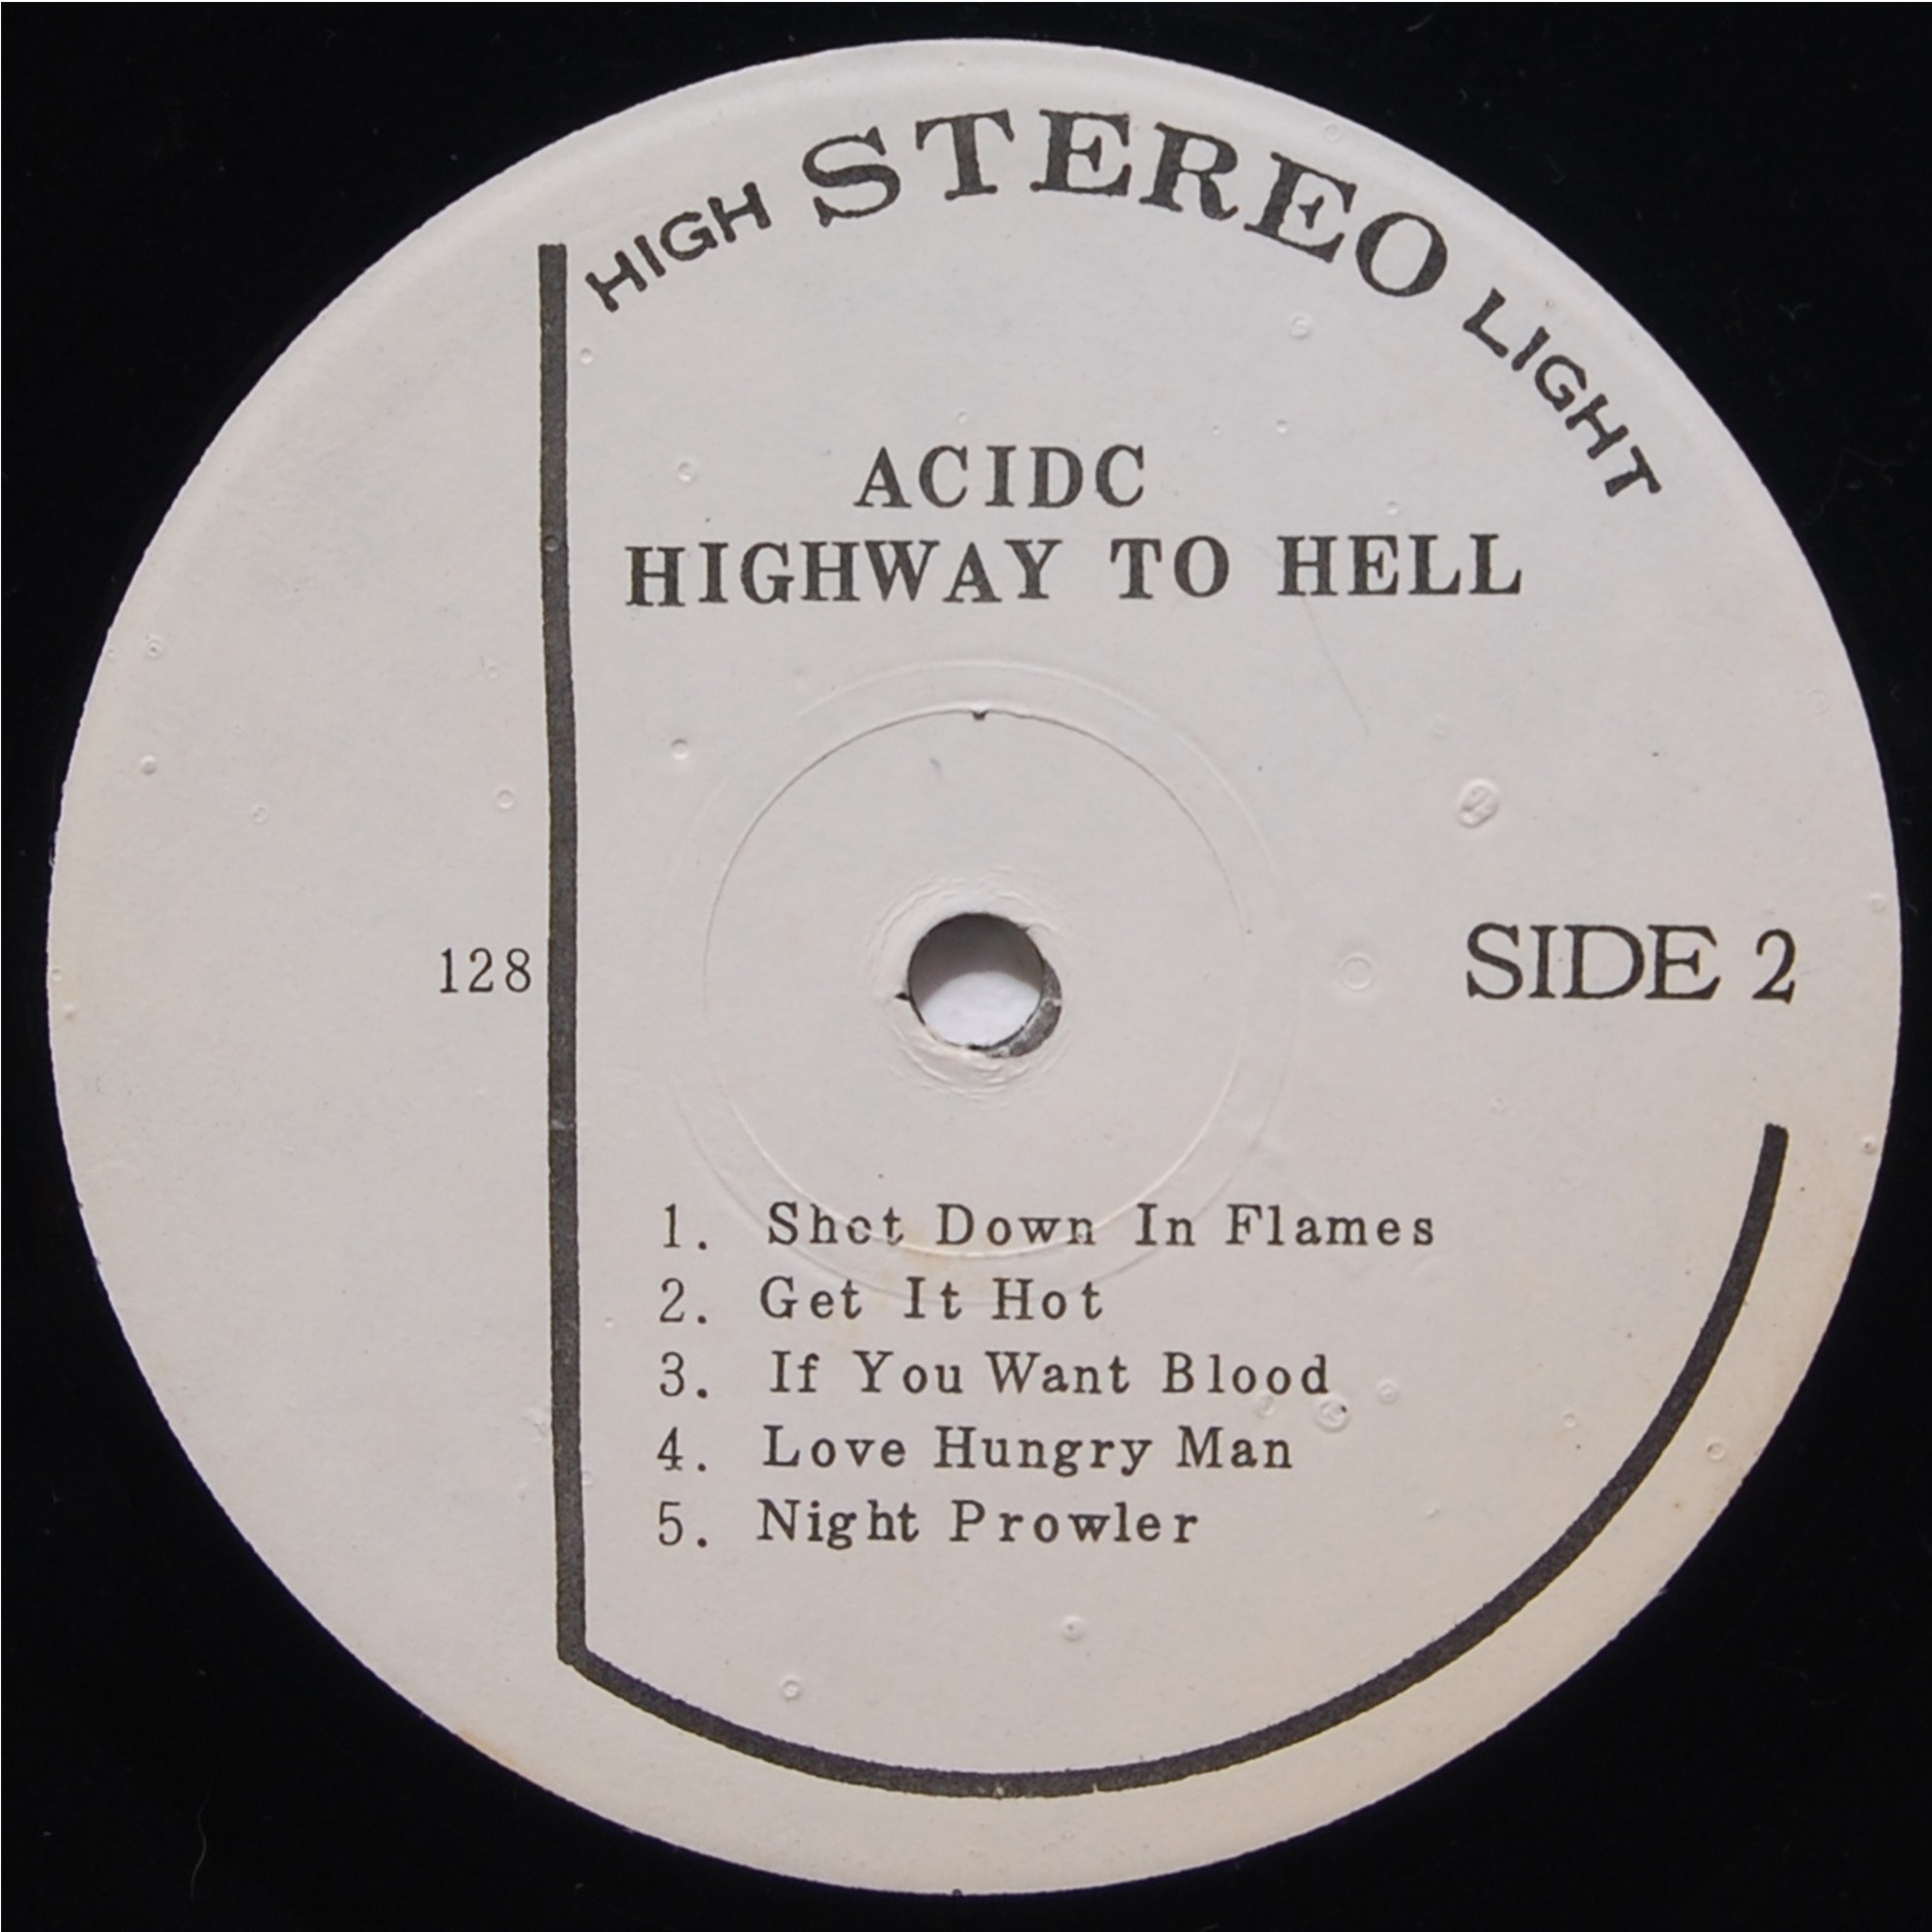 HIGH STEREO LIGHT
ACIDC
HIGHWAY TO HELL
128
SIDE 2
1. Shot Down In Flames
2. Get It Hot
3. If You Want Blood
4. Love Hungry Man
5. Night Prowler